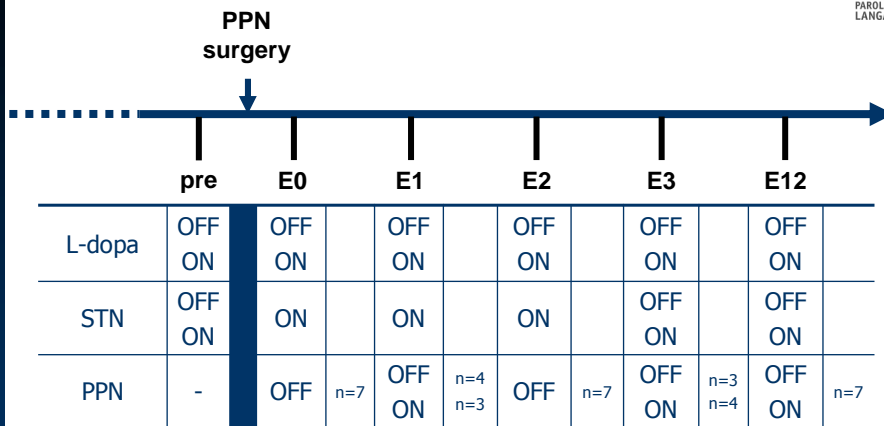 PAROL
LANGA
PPN
surgery
pre E0 E1 E2 E3 E12
L-dopa OFF OFF OFF OFF OFF OFF
ON ON ON ON ON ON
STN OFF ON ON ON OFF OFF
ON ON ON
PPN - OFF n=7 OFF n=4 OFF n=7 OFF n=3 OFF n=7
ON n=3 ON n=4 ON